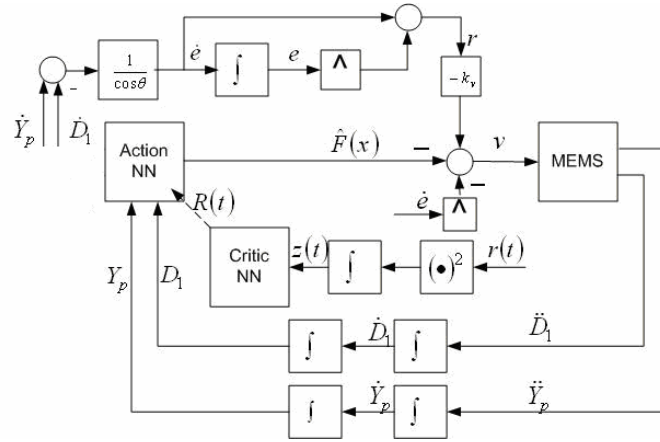 r
1/cosθ
ė
∫
e
Λ
-k_v
-
Ẏ_p
Ḋ_1
Action NN
F̂(x)
-
v
MEMS
-
ė
Λ
R(t)
Critic NN
z(t)
∫
(•)²
r(t)
Y_p
D_1
∫
Ḋ_1
∫
D̈_1
∫
Ẏ_p
∫
Ÿ_p